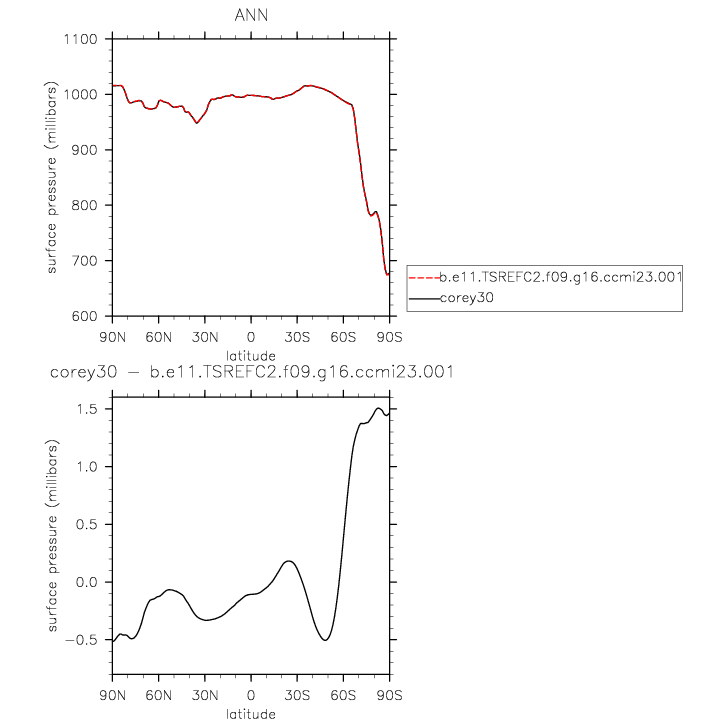 ANN
surface pressure (millibars)
1100
1000
900
800
700
600
90N 60N 30N 0 30S 60S 90S
latitude
b.e11.TSREFC2.f09.g16.ccmi23.001
corey30
corey30 − b.e11.TSREFC2.f09.g16.ccmi23.001
surface pressure (millibars)
1.5
1.0
0.5
0.0
−0.5
90N 60N 30N 0 30S 60S 90S
latitude